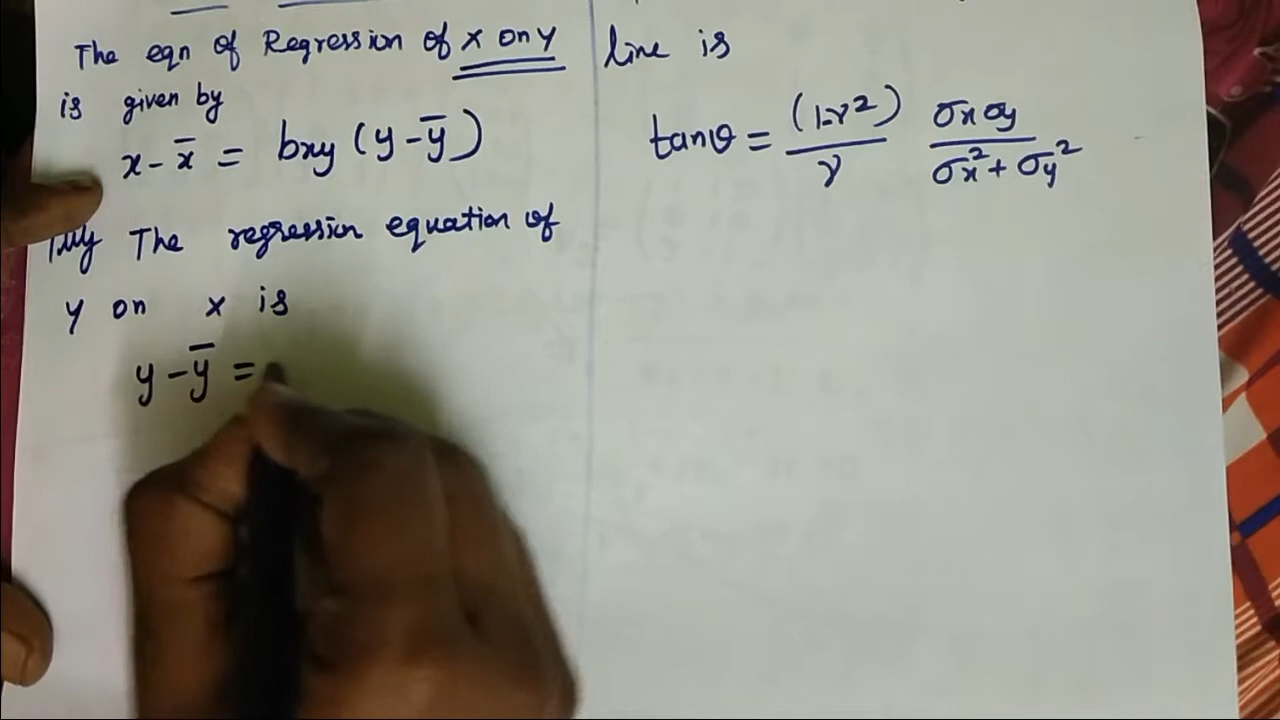 The eqn of Regression of x on y
is given by
x - x̅ = bxy (y - y̅)
The regression equation of
y on x is
y - y̅ =
line is
tanθ = (1-r²)/r σxσy/(σx² + σy²)